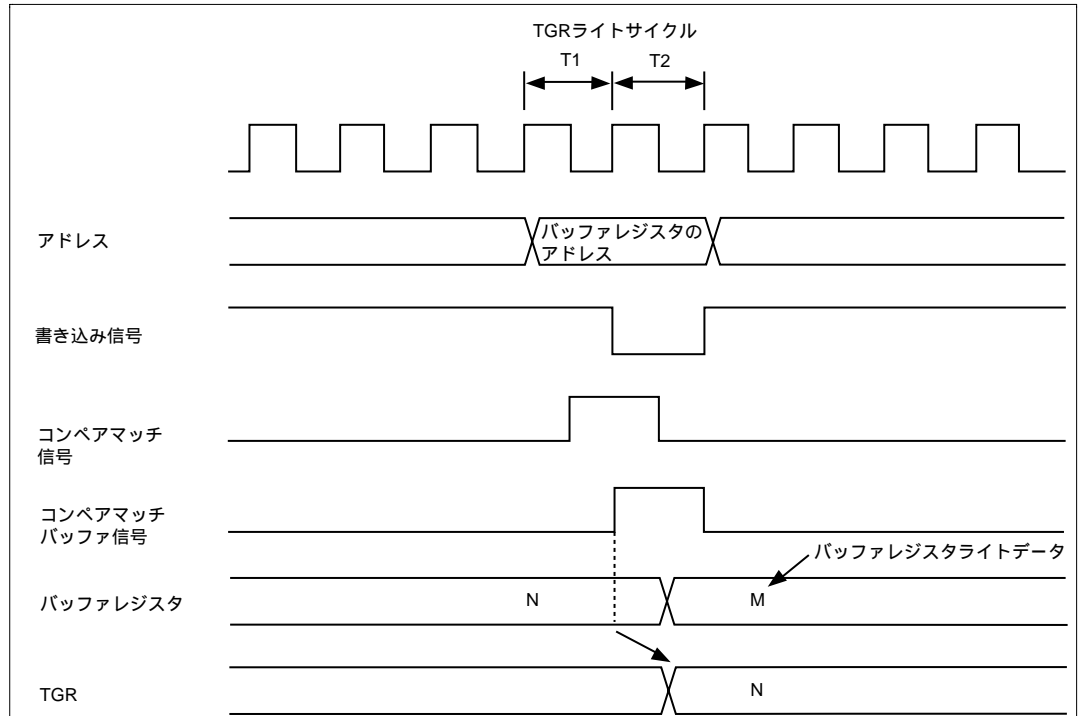 TGRライトサイクル
T1
T2
アドレス
バッファレジスタの
アドレス
書き込み信号
コンペアマッチ
信号
コンペアマッチ
バッファ信号
バッファレジスタライトデータ
バッファレジスタ
N
M
TGR
N